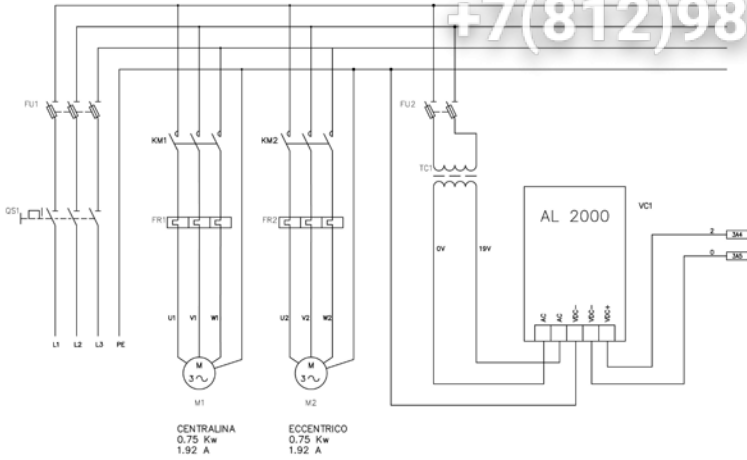 +7(812)98
FU1
FU2
KM1
KM2
TC1
QS1
FR1
FR2
AL 2000
VC1
2
3A4
0
3A5
0V
19V
U1
V1
W1
U2
V2
W2
AC
AC
VDC-
VDC-
VDC+
L1
L2
L3
PE
M
3
M
3
M1
M2
CENTRALINA
0.75 Kw
1.92 A
ECCENTRICO
0.75 Kw
1.92 A